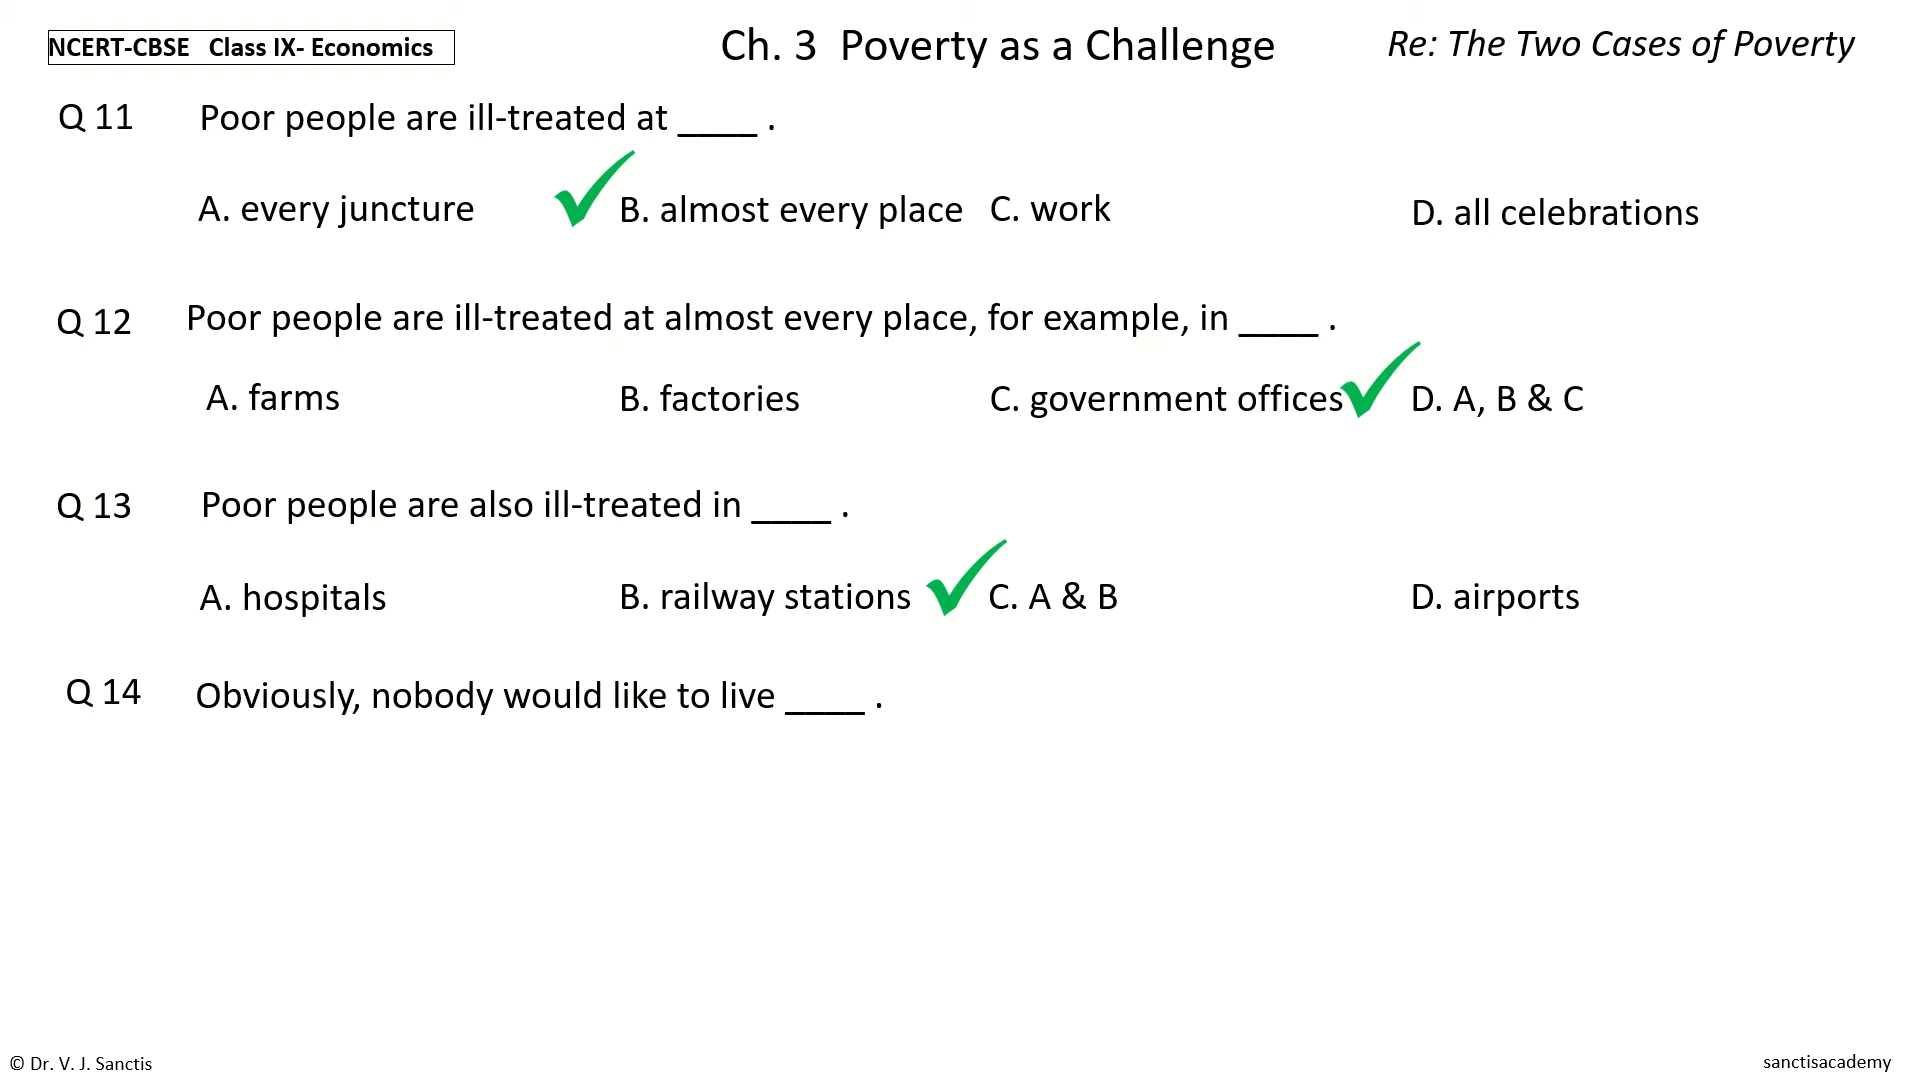 NCERT-CBSE   Class IX- Economics   Ch. 3  Poverty as a Challenge   Re: The Two Cases of Poverty
Q 11   Poor people are ill-treated at ____ .
A. every juncture   B. almost every place   C. work   D. all celebrations
Q 12   Poor people are ill-treated at almost every place, for example, in ____ .
A. farms   B. factories   C. government offices   D. A, B & C
Q 13   Poor people are also ill-treated in ____ .
A. hospitals   B. railway stations   C. A & B   D. airports
Q 14   Obviously, nobody would like to live ____ .
© Dr. V. J. Sanctis   sanctisacademy